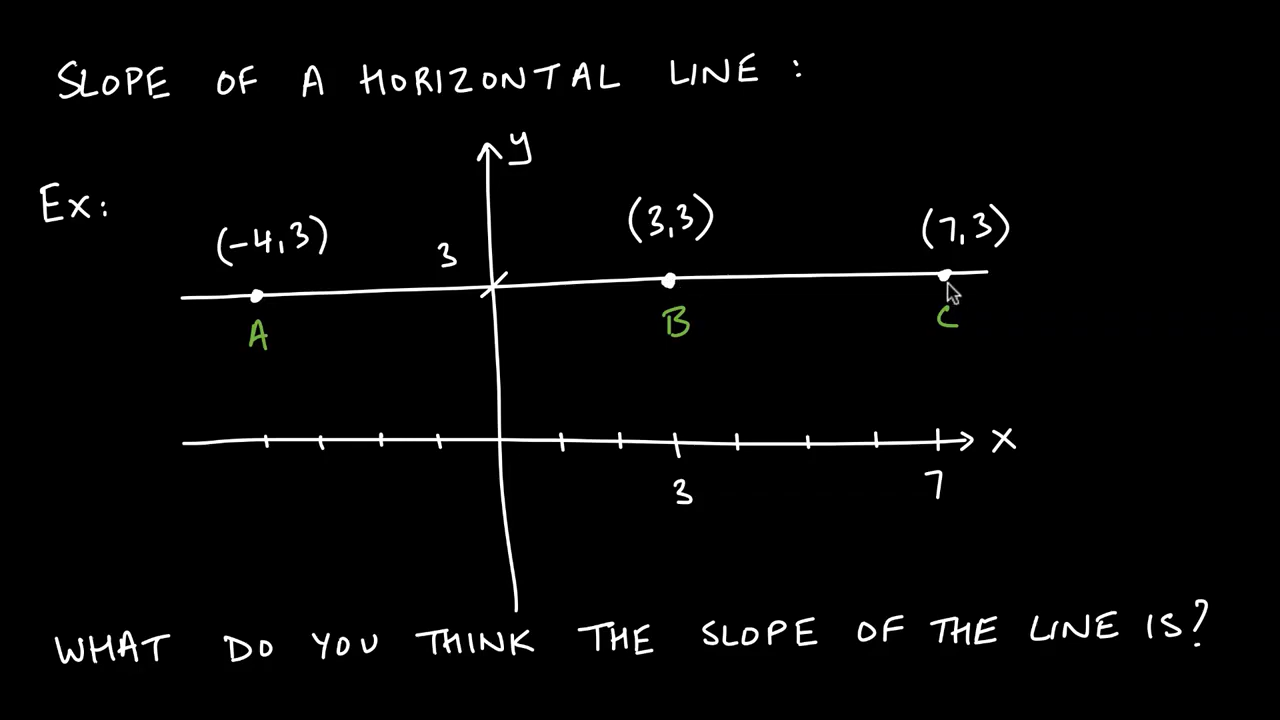 SLOPE OF A HORIZONTAL LINE :
y
Ex:
(-4,3)
3
(3,3)
(7,3)
A
B
C
x
3
7
WHAT DO YOU THINK THE SLOPE OF THE LINE IS?